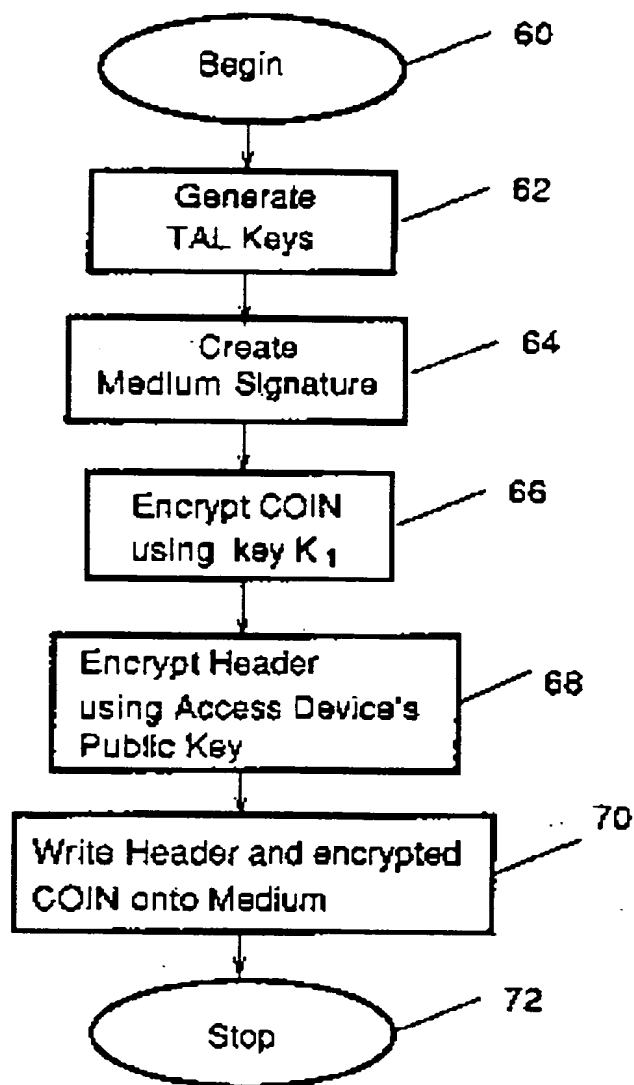 Begin
60
Generate
TAL Keys
62
Create
Medium Signature
64
Encrypt COIN
using key K1
66
Encrypt Header
using Access Device's
Public Key
68
Write Header and encrypted
COIN onto Medium
70
Stop
72